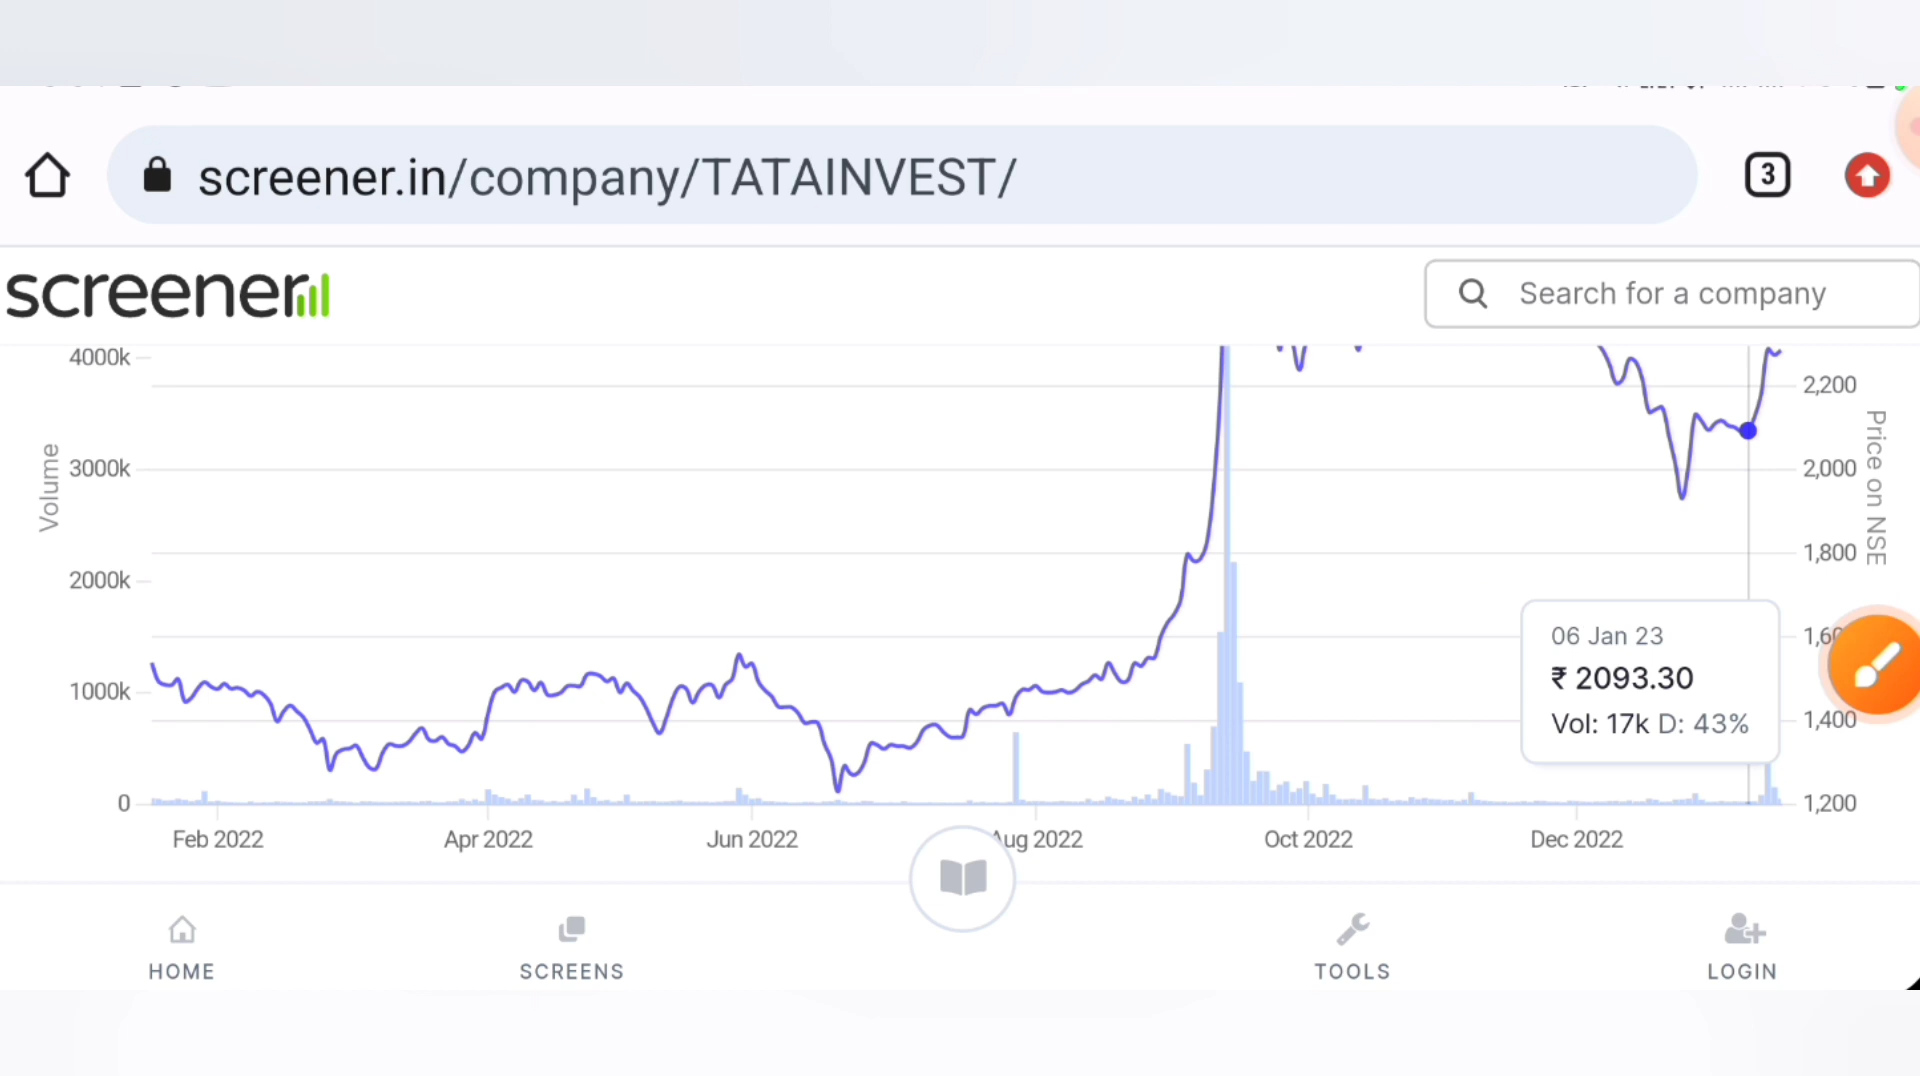 screener.in/company/TATAINVEST/
3
screener
Search for a company
4000k
3000k
2000k
1000k
0
Volume
2,200
2,000
1,800
1,400
1,200
Price on NSE
06 Jan 23
₹ 2093.30
Vol: 17k D: 43%
Feb 2022
Apr 2022
Jun 2022
Aug 2022
Oct 2022
Dec 2022
HOME
SCREENS
TOOLS
LOGIN